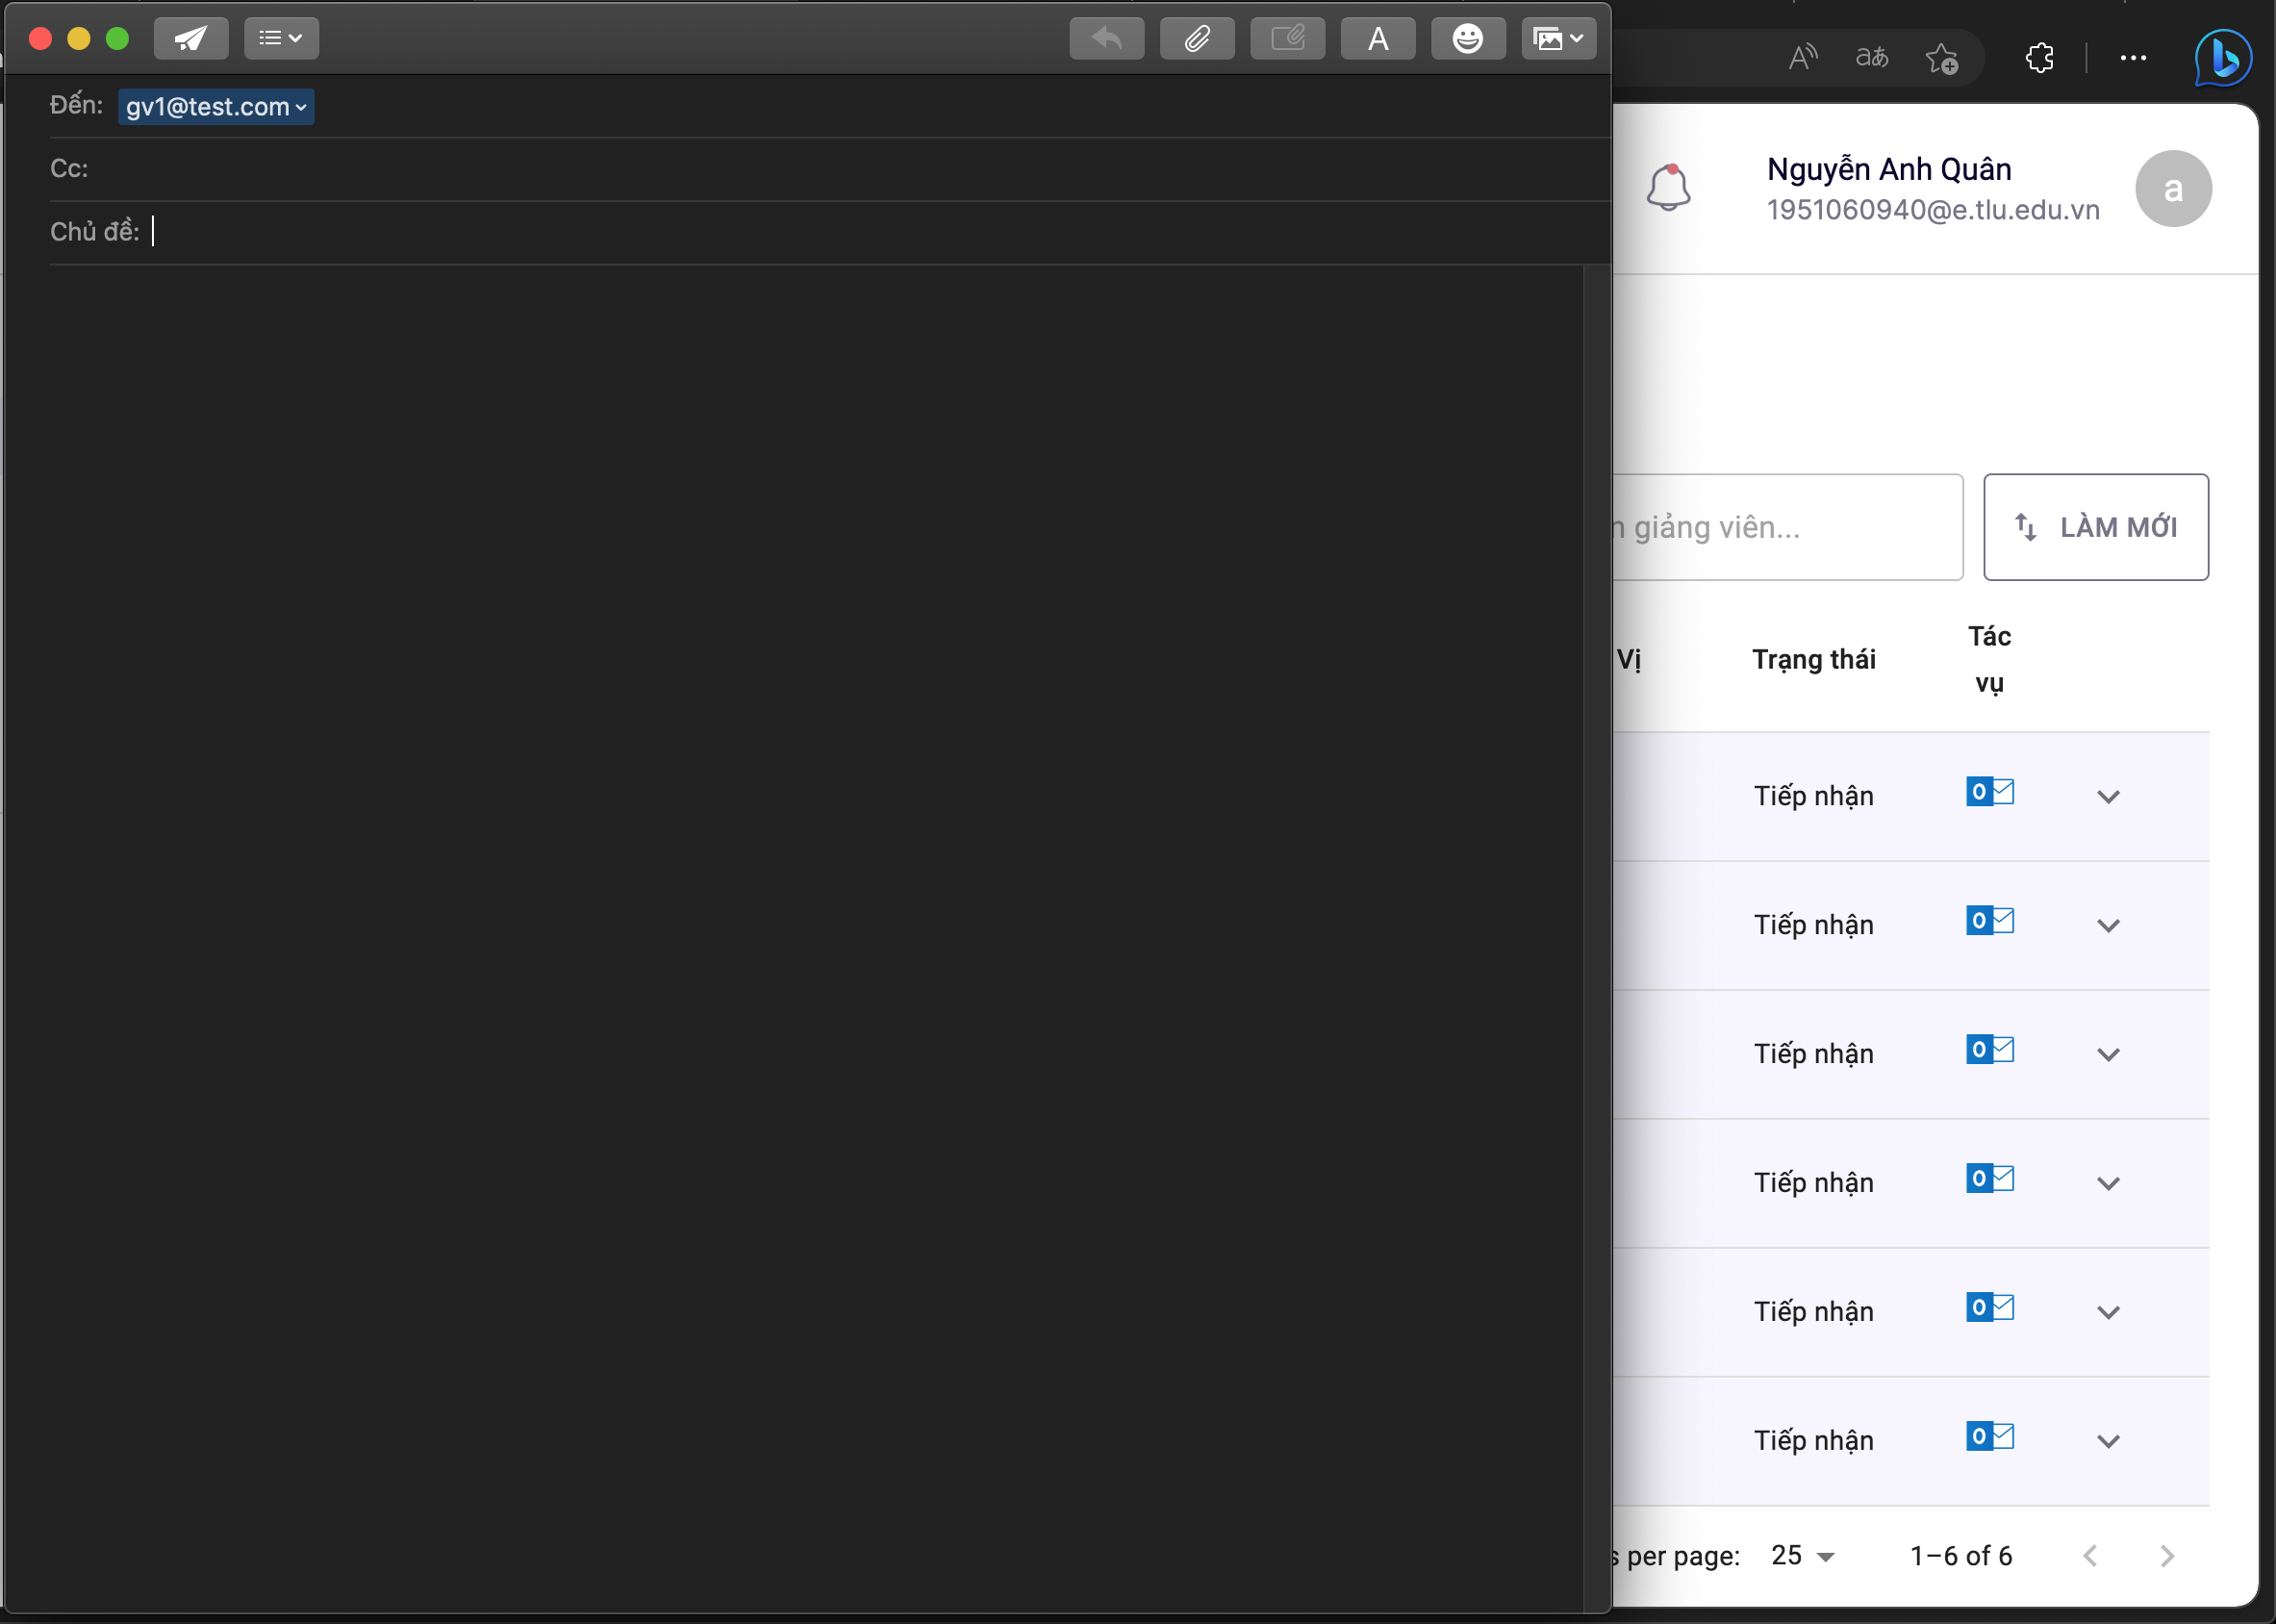 Đến: gv1@test.com
Cc:
Chủ đề:
A
aあ
Nguyễn Anh Quân
1951060940@e.tlu.edu.vn
a
giảng viên...
LÀM MỚI
Vị
Trạng thái
Tác
vụ
Tiếp nhận
Tiếp nhận
Tiếp nhận
Tiếp nhận
Tiếp nhận
Tiếp nhận
per page: 25 1–6 of 6